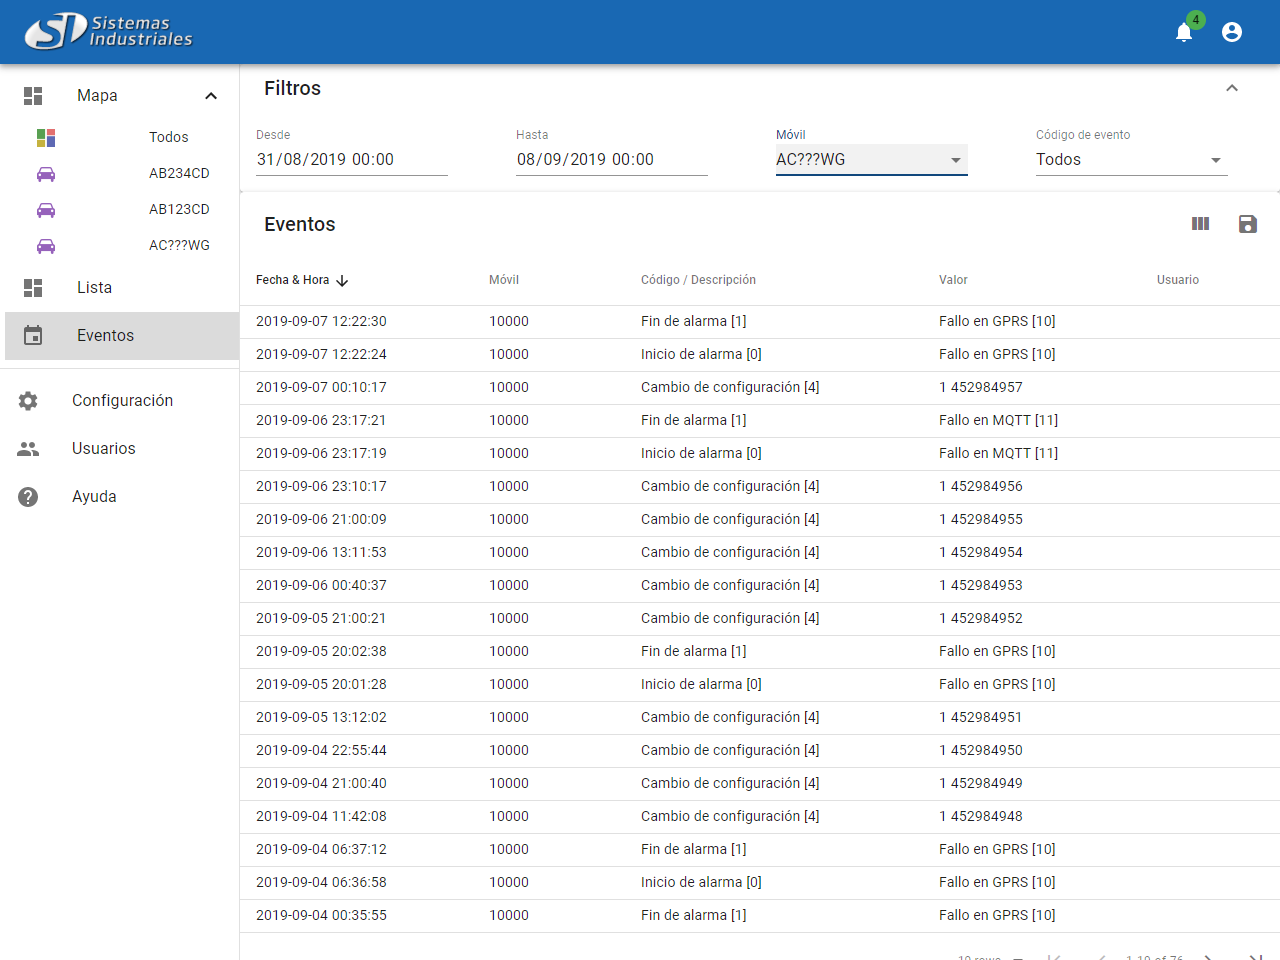 Sistemas
Industriales
4
Mapa
Todos
AB234CD
AB123CD
AC???WG
Lista
Eventos
Configuración
Usuarios
Ayuda
Filtros
Desde
Hasta
Móvil
Código de evento
31/08/2019 00:00
08/09/2019 00:00
AC???WG
Todos
Eventos
Fecha & Hora Móvil Código / Descripción Valor Usuario
2019-09-07 12:22:30 10000 Fin de alarma [1] Fallo en GPRS [10]
2019-09-07 12:22:24 10000 Inicio de alarma [0] Fallo en GPRS [10]
2019-09-07 00:10:17 10000 Cambio de configuración [4] 1 452984957
2019-09-06 23:17:21 10000 Fin de alarma [1] Fallo en MQTT [11]
2019-09-06 23:17:19 10000 Inicio de alarma [0] Fallo en MQTT [11]
2019-09-06 23:10:17 10000 Cambio de configuración [4] 1 452984956
2019-09-06 21:00:09 10000 Cambio de configuración [4] 1 452984955
2019-09-06 13:11:53 10000 Cambio de configuración [4] 1 452984954
2019-09-06 00:40:37 10000 Cambio de configuración [4] 1 452984953
2019-09-05 21:00:21 10000 Cambio de configuración [4] 1 452984952
2019-09-05 20:02:38 10000 Fin de alarma [1] Fallo en GPRS [10]
2019-09-05 20:01:28 10000 Inicio de alarma [0] Fallo en GPRS [10]
2019-09-05 13:12:02 10000 Cambio de configuración [4] 1 452984951
2019-09-04 22:55:44 10000 Cambio de configuración [4] 1 452984950
2019-09-04 21:00:40 10000 Cambio de configuración [4] 1 452984949
2019-09-04 11:42:08 10000 Cambio de configuración [4] 1 452984948
2019-09-04 06:37:12 10000 Fin de alarma [1] Fallo en GPRS [10]
2019-09-04 06:36:58 10000 Inicio de alarma [0] Fallo en GPRS [10]
2019-09-04 00:35:55 10000 Fin de alarma [1] Fallo en GPRS [10]